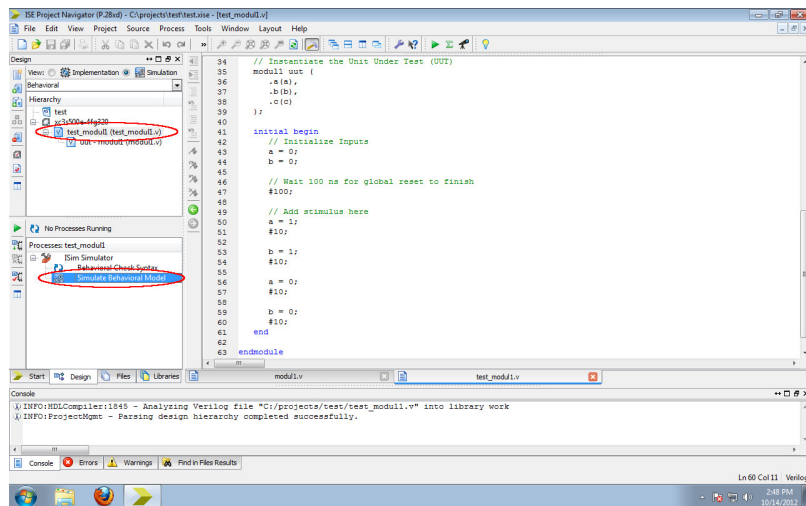 ISE Project Navigator (P.28xd) - C:\projects\test\test.xise - [test_modul1.v]
File Edit View Project Source Process Tools Window Layout Help
Design
View: Implementation Simulation
Behavioral
Hierarchy
test
xc3s500e-4fg320
test_modul1 (test_modul1.v)
uut - modul1 (modul1.v)
No Processes Running
Processes: test_modul1
ISim Simulator
Behavioral Check Syntax
Simulate Behavioral Model
34 // Instantiate the Unit Under Test (UUT)
35 modul1 uut (
36 .a(a),
37 .b(b),
38 .c(c)
39 );
40
41 initial begin
42 // Initialize Inputs
43 a = 0;
44 b = 0;
45
46 // Wait 100 ns for global reset to finish
47 #100;
48
49 // Add stimulus here
50 a = 1;
51 #10;
52
53 b = 1;
54 #10;
55
56 a = 0;
57 #10;
58
59 b = 0;
60 #10;
61 end
62
63 endmodule
Start Design Files Libraries
modul1.v test_modul1.v
Console
INFO:HDLCompiler:1845 - Analyzing Verilog file "C:/projects/test/test_modul1.v" into library work
INFO:ProjectMgmt - Parsing design hierarchy completed successfully.
Console Errors Warnings Find in Files Results
Ln 60 Col 11 Verilog
2:48 PM
10/14/2012